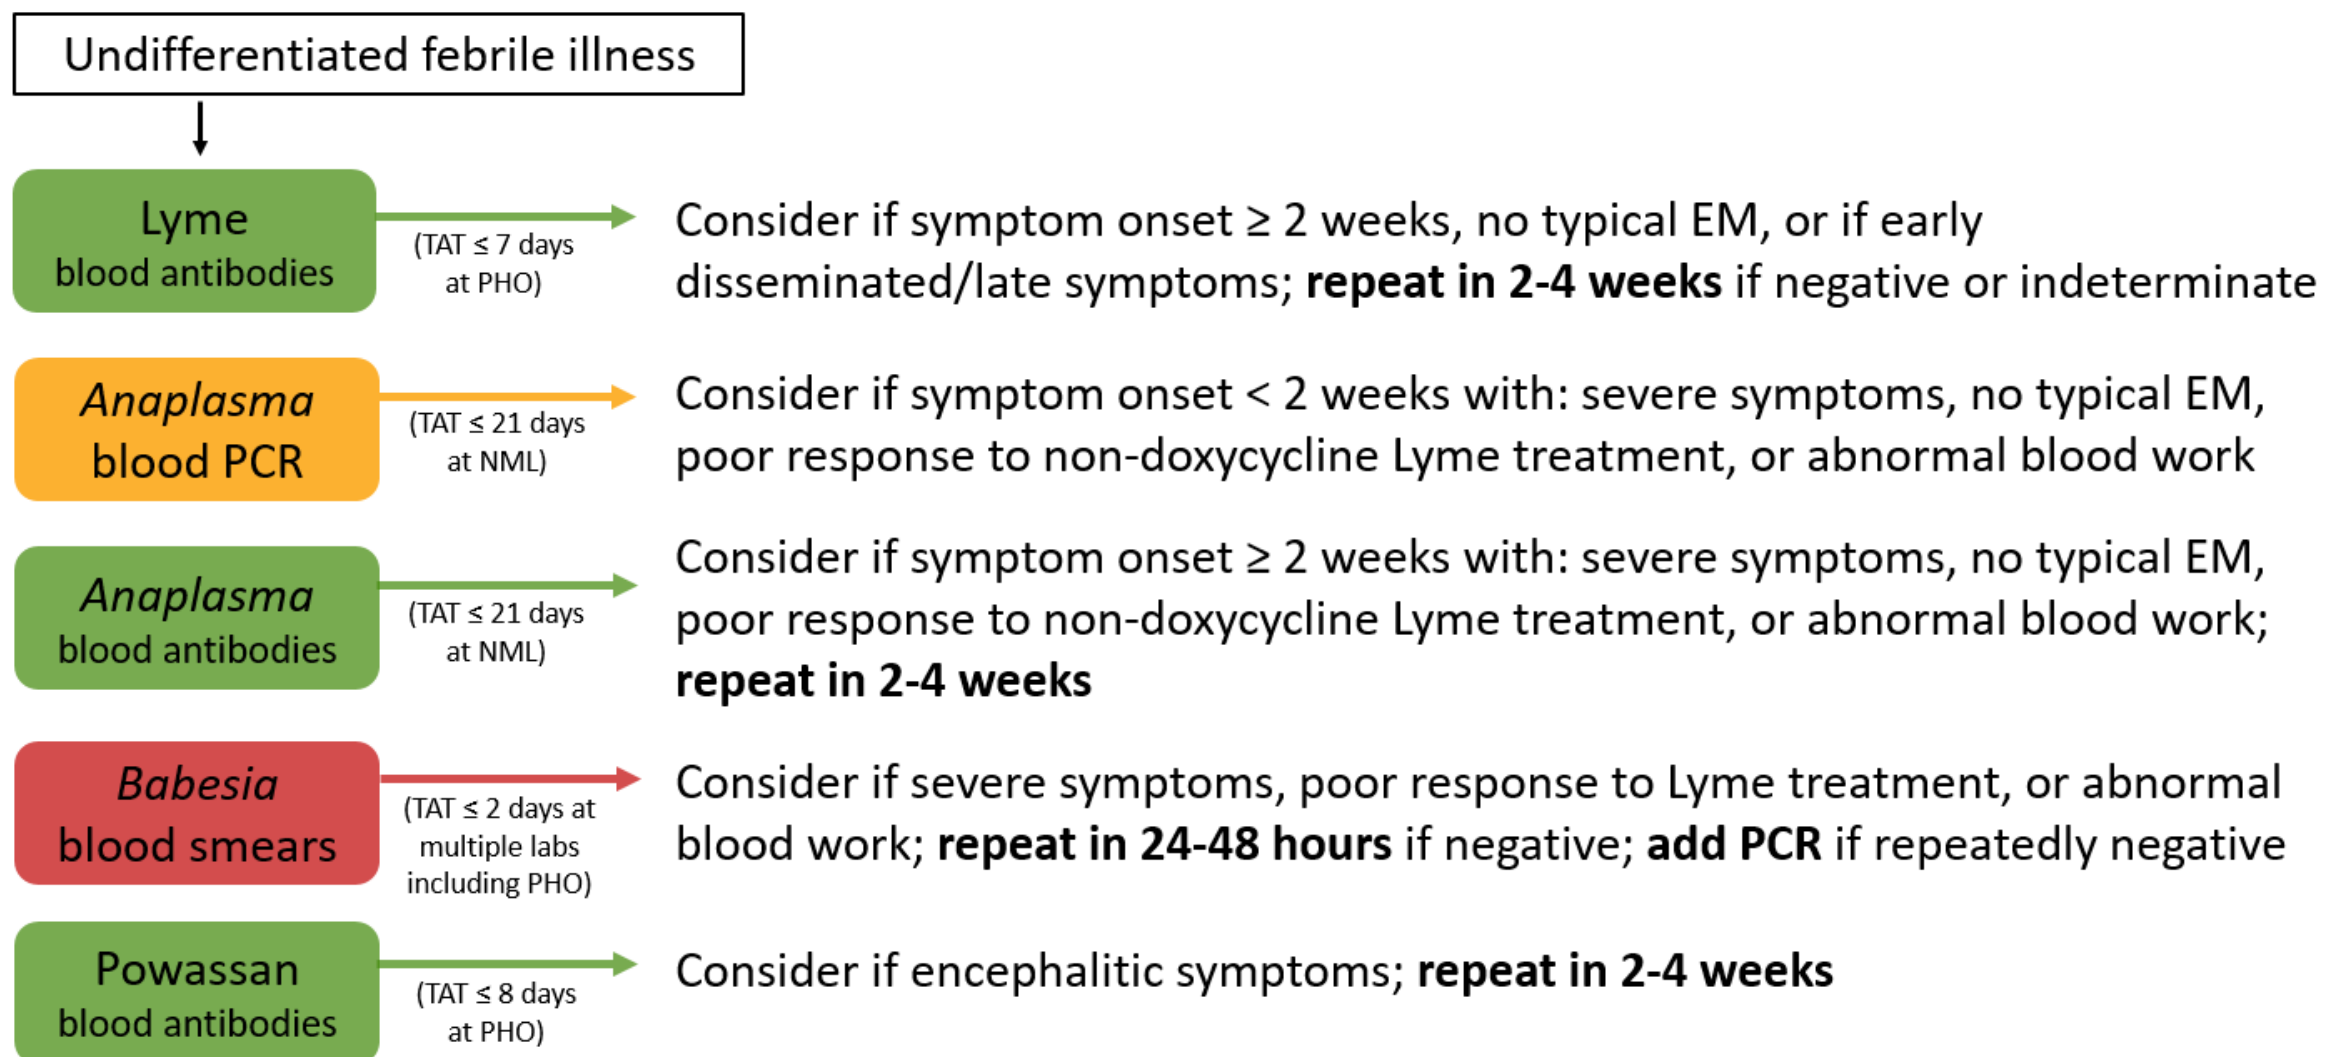 Undifferentiated febrile illness
Lyme
blood antibodies
(TAT ≤ 7 days
at PHO)
Consider if symptom onset ≥ 2 weeks, no typical EM, or if early
disseminated/late symptoms; repeat in 2-4 weeks if negative or indeterminate
Anaplasma
blood PCR
(TAT ≤ 21 days
at NML)
Consider if symptom onset < 2 weeks with: severe symptoms, no typical EM,
poor response to non-doxycycline Lyme treatment, or abnormal blood work
Anaplasma
blood antibodies
(TAT ≤ 21 days
at NML)
Consider if symptom onset ≥ 2 weeks with: severe symptoms, no typical EM,
poor response to non-doxycycline Lyme treatment, or abnormal blood work;
repeat in 2-4 weeks
Babesia
blood smears
(TAT ≤ 2 days at
multiple labs
including PHO)
Consider if severe symptoms, poor response to Lyme treatment, or abnormal
blood work; repeat in 24-48 hours if negative; add PCR if repeatedly negative
Powassan
blood antibodies
(TAT ≤ 8 days
at PHO)
Consider if encephalitic symptoms; repeat in 2-4 weeks